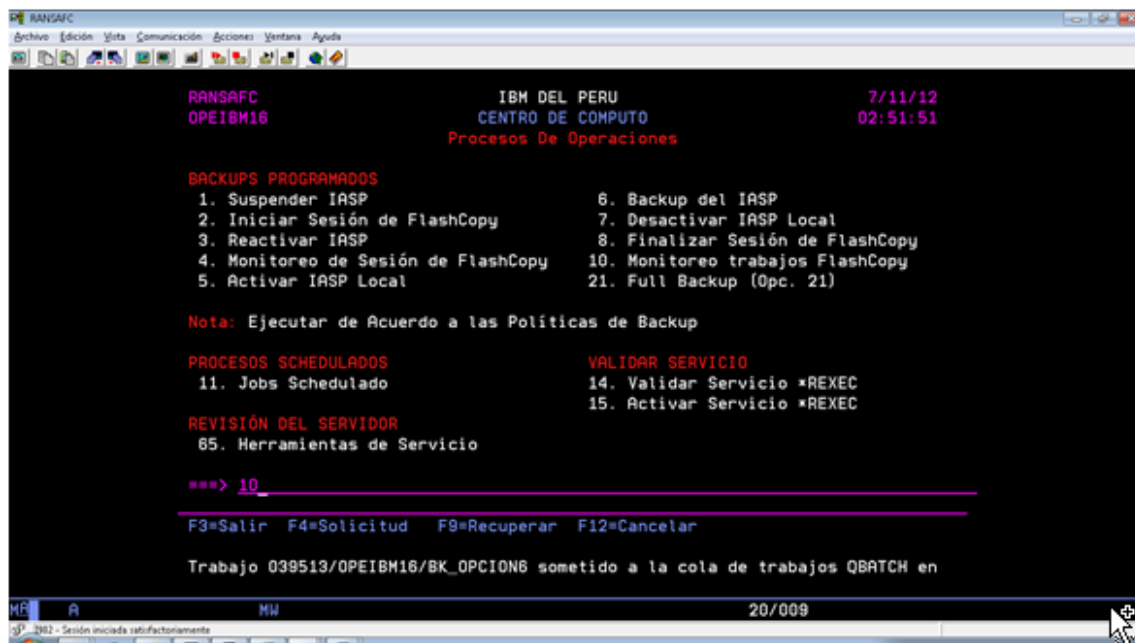 RANSAFC
Archivo Edición Vista Comunicación Acciones Ventana Ayuda
RANSAFC IBM DEL PERU 7/11/12
OPEIBM16 CENTRO DE COMPUTO 02:51:51
Procesos De Operaciones
BACKUPS PROGRAMADOS
1. Suspender IASP 6. Backup del IASP
2. Iniciar Sesión de FlashCopy 7. Desactivar IASP Local
3. Reactivar IASP 8. Finalizar Sesión de FlashCopy
4. Monitoreo de Sesión de FlashCopy 10. Monitoreo trabajos FlashCopy
5. Activar IASP Local 21. Full Backup (Opc. 21)
Nota: Ejecutar de Acuerdo a las Políticas de Backup
PROCESOS SCHEDULADOS VALIDAR SERVICIO
11. Jobs Schedulado 14. Validar Servicio *REXEC
15. Activar Servicio *REXEC
REVISIÓN DEL SERVIDOR
65. Herramientas de Servicio
===> 10_
F3=Salir F4=Solicitud F9=Recuperar F12=Cancelar
Trabajo 039513/OPEIBM16/BK_OPCION6 sometido a la cola de trabajos QBATCH en
MA A MW 20/009
I902 - Sesión iniciada satisfactoriamente